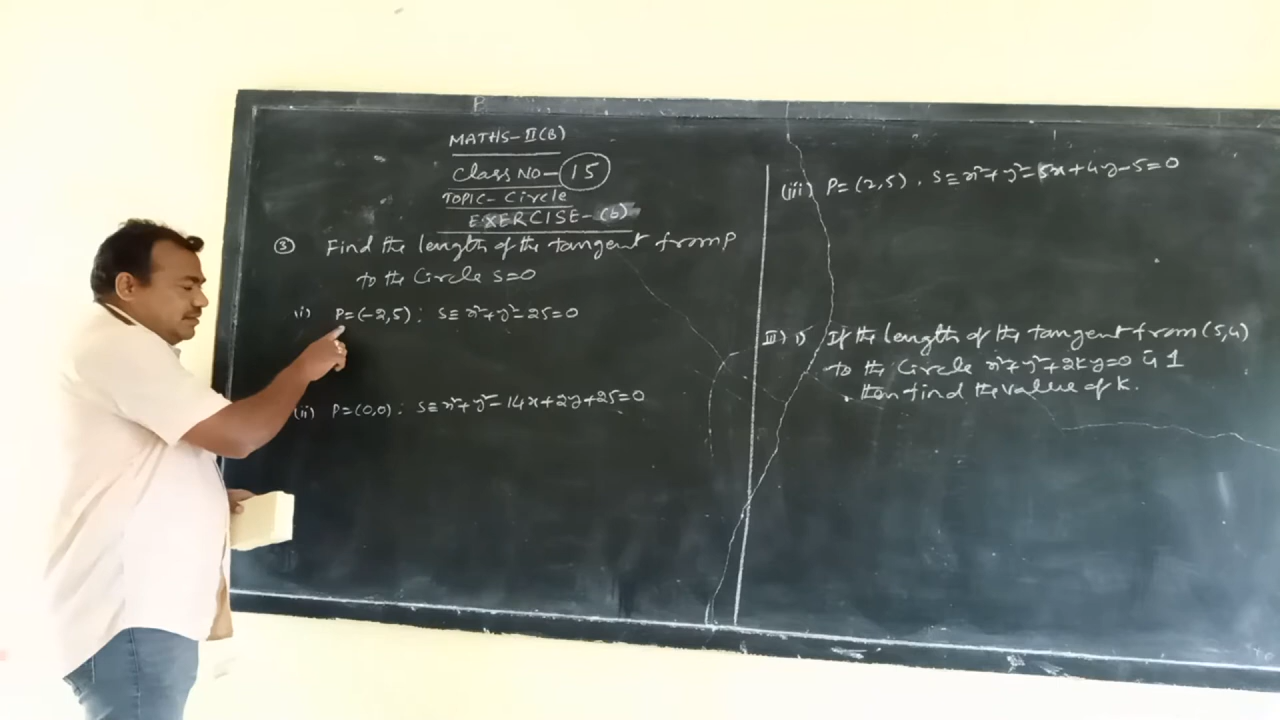 MATHS-II(B)
Class NO-15
TOPIC-Circle
EXERCISE-(b)
③ Find the length of the tangent from P
to the Circle S=0
(i) P=(-2,5): S≡x²+y²-25=0
(ii) P=(0,0): S≡x²+y²-14x+2y+25=0
(iii) P=(2,5), S≡x²+y²-5x+4y-5=0
III) 1) If the length of the tangent from (5,4)
to the Circle x²+y²+2ky=0 is 1
then find the value of k.